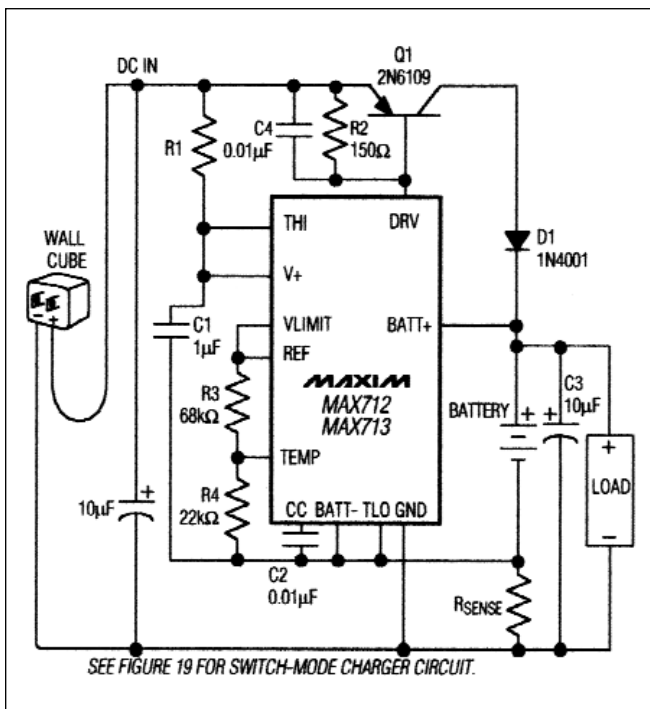 Q1
2N6109
DC IN
C4
0.01µF
R2
150Ω
R1
THI
DRV
WALL
CUBE
D1
1N4001
V+
C1
1µF
VLIMIT
BATT+
REF
R3
68kΩ
MAXIM
MAX712
MAX713
BATTERY
C3
10µF
TEMP
LOAD
R4
22kΩ
10µF
CC BATT- TLO GND
C2
0.01µF
RSENSE
SEE FIGURE 19 FOR SWITCH-MODE CHARGER CIRCUIT.